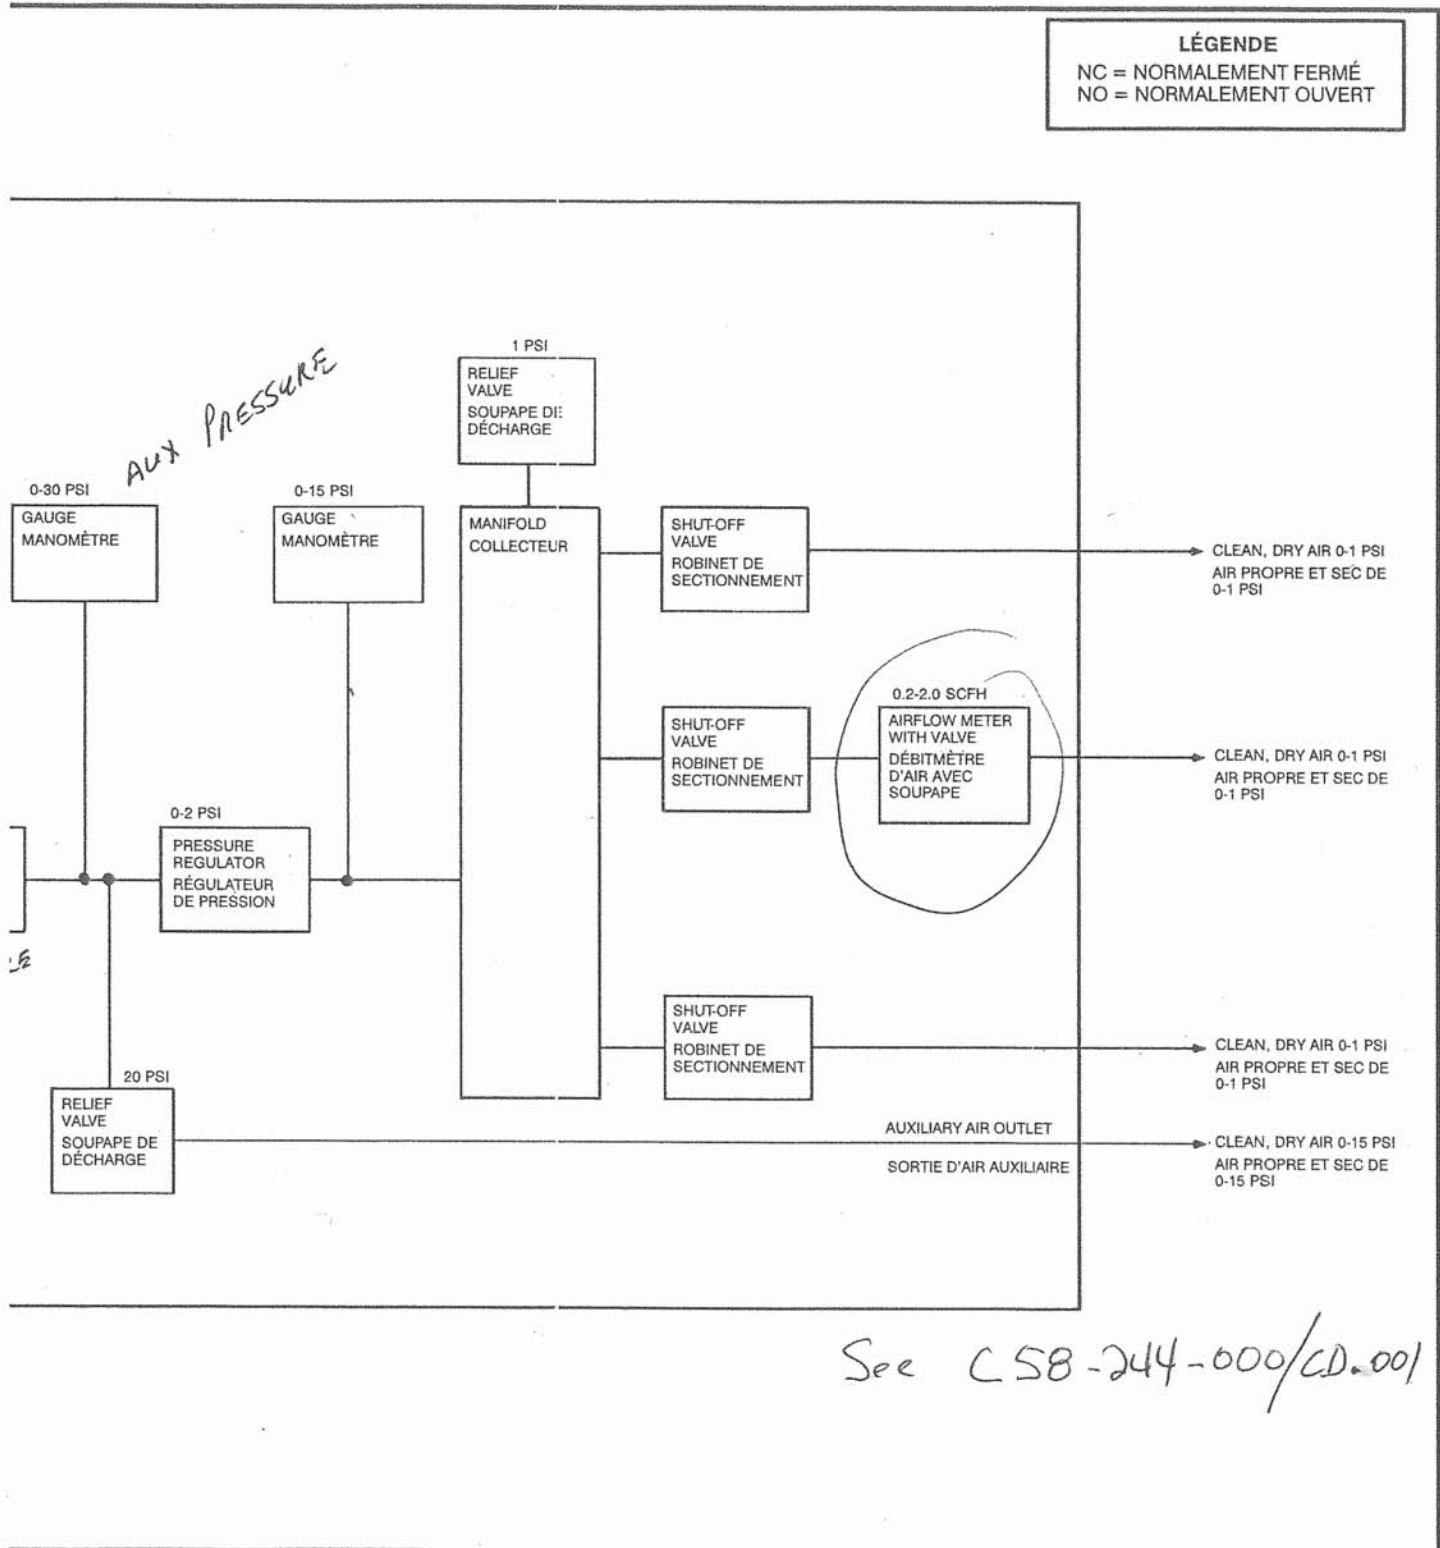 LÉGENDE
NC = NORMALEMENT FERMÉ
NO = NORMALEMENT OUVERT
1 PSI
RELIEF
VALVE
SOUPAPE DE
DÉCHARGE
AUX PRESSURE
0-30 PSI
GAUGE
MANOMÈTRE
0-15 PSI
GAUGE
MANOMÈTRE
MANIFOLD
COLLECTEUR
SHUT-OFF
VALVE
ROBINET DE
SECTIONNEMENT
CLEAN, DRY AIR 0-1 PSI
AIR PROPRE ET SEC DE
0-1 PSI
SHUT-OFF
VALVE
ROBINET DE
SECTIONNEMENT
0.2-2.0 SCFH
AIRFLOW METER
WITH VALVE
DÉBITMÈTRE
D'AIR AVEC
SOUPAPE
CLEAN, DRY AIR 0-1 PSI
AIR PROPRE ET SEC DE
0-1 PSI
0-2 PSI
PRESSURE
REGULATOR
RÉGULATEUR
DE PRESSION
SHUT-OFF
VALVE
ROBINET DE
SECTIONNEMENT
CLEAN, DRY AIR 0-1 PSI
AIR PROPRE ET SEC DE
0-1 PSI
20 PSI
RELIEF
VALVE
SOUPAPE DE
DÉCHARGE
AUXILIARY AIR OUTLET
SORTIE D'AIR AUXILIAIRE
CLEAN, DRY AIR 0-15 PSI
AIR PROPRE ET SEC DE
0-15 PSI
See C58-244-000/CD.001